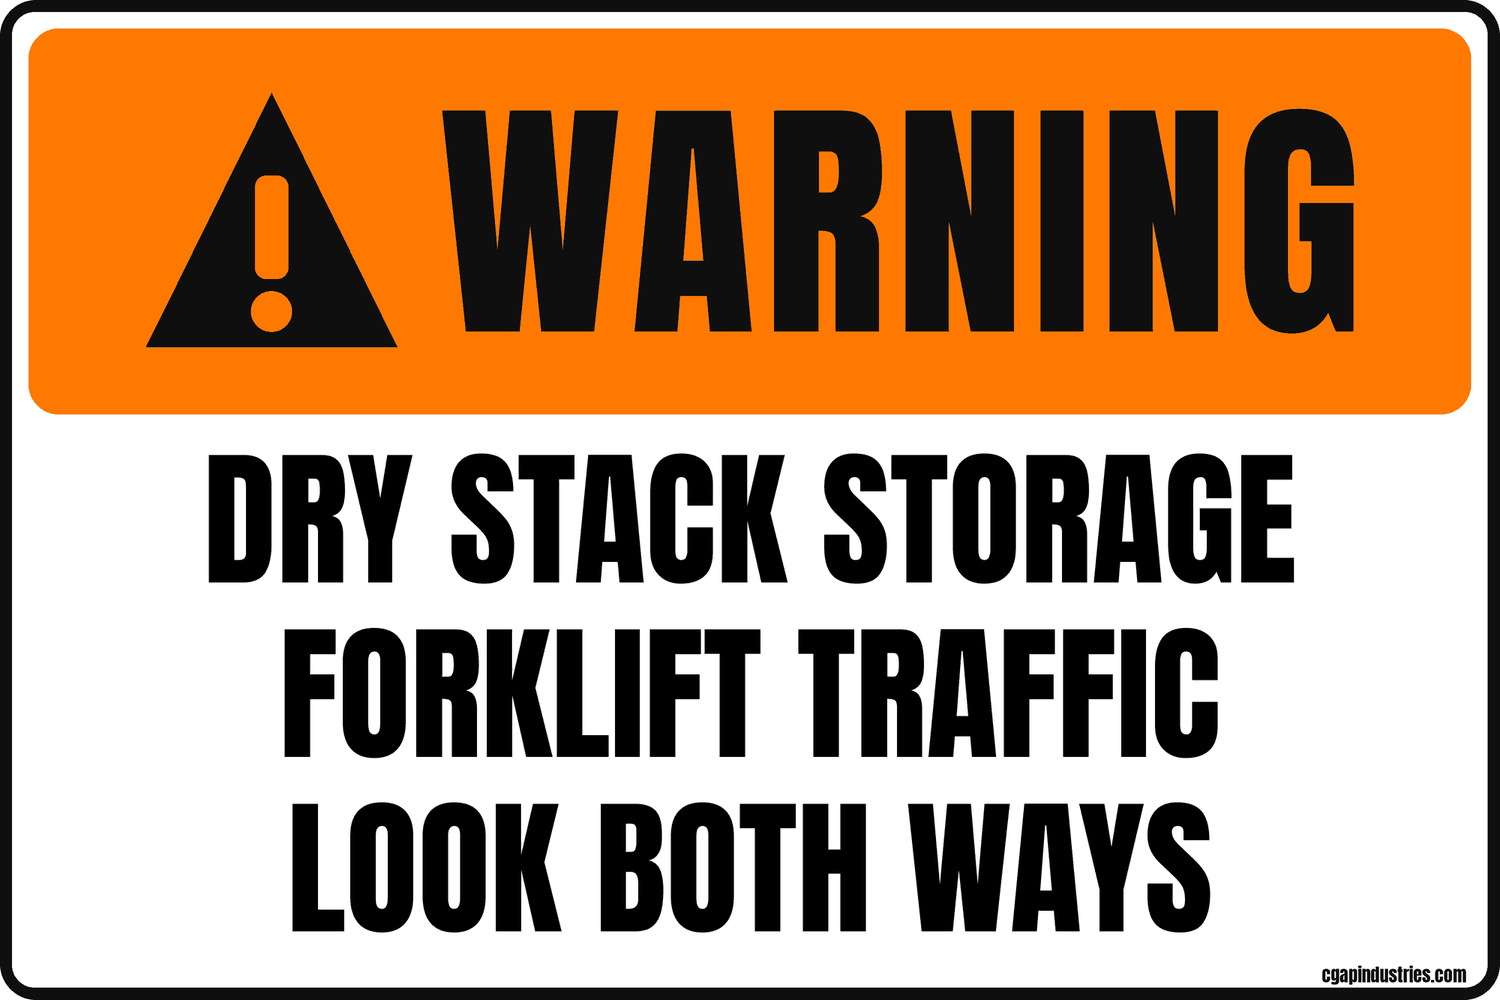 WARNING
DRY STACK STORAGE
FORKLIFT TRAFFIC
LOOK BOTH WAYS
cgapindustries.com